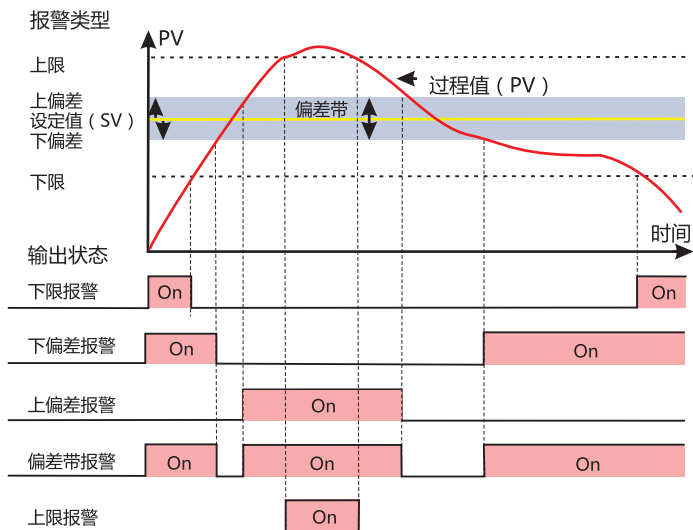 报警类型
PV
上限
过程值（PV）
上偏差
偏差带
设定值（SV）
下偏差
下限
时间
输出状态
下限报警
On
On
下偏差报警
On
On
上偏差报警
On
偏差带报警
On
On
On
上限报警
On